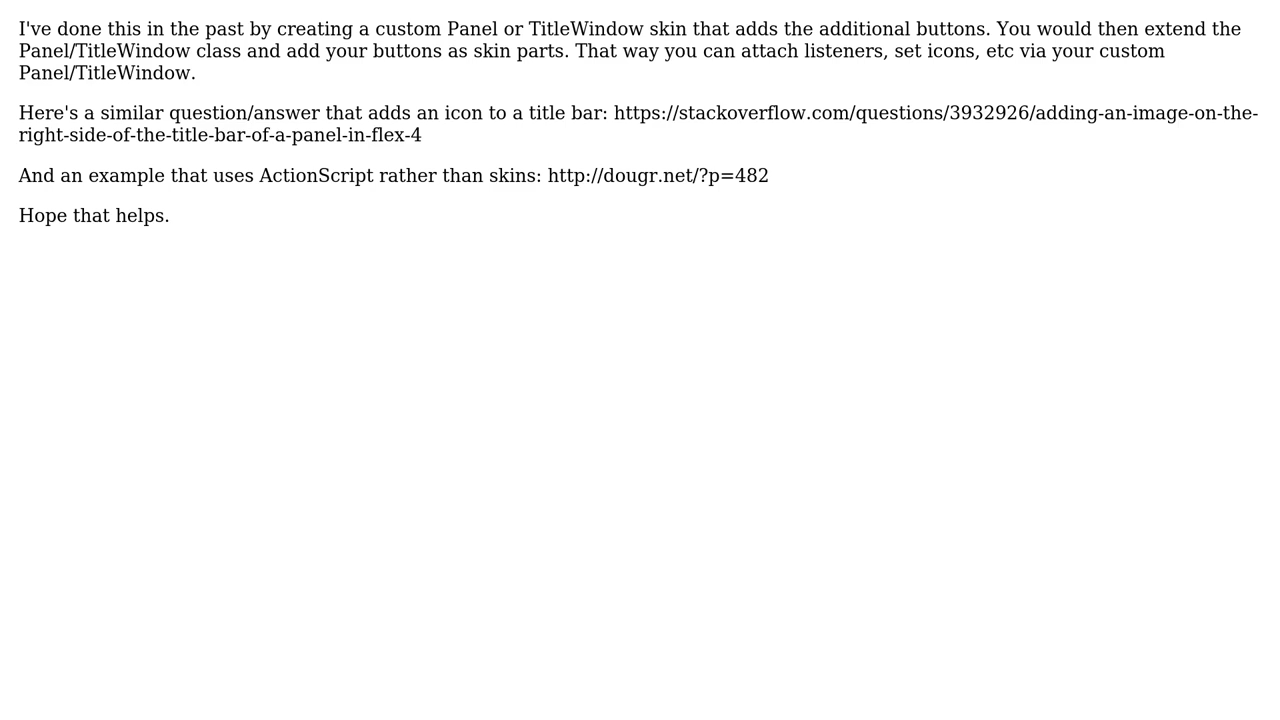 I've done this in the past by creating a custom Panel or TitleWindow skin that adds the additional buttons. You would then extend the
Panel/TitleWindow class and add your buttons as skin parts. That way you can attach listeners, set icons, etc via your custom
Panel/TitleWindow.
Here's a similar question/answer that adds an icon to a title bar: https://stackoverflow.com/questions/3932926/adding-an-image-on-the-
right-side-of-the-title-bar-of-a-panel-in-flex-4
And an example that uses ActionScript rather than skins: http://dougr.net/?p=482
Hope that helps.